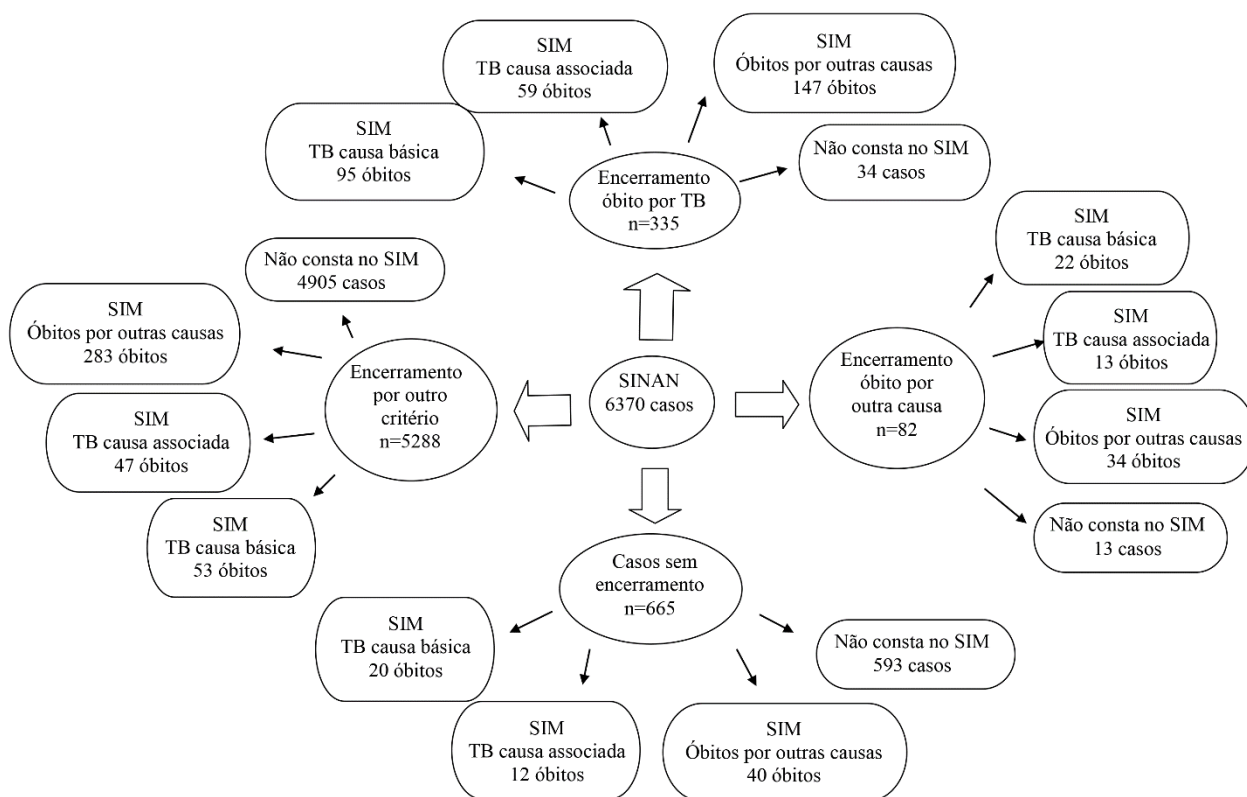 SIM
TB causa associada
59 óbitos
SIM
Óbitos por outras causas
147 óbitos
SIM
TB causa básica
95 óbitos
Não consta no SIM
34 casos
Encerramento
óbito por TB
n=335
SIM
TB causa básica
22 óbitos
Não consta no SIM
4905 casos
SIM
Óbitos por outras causas
283 óbitos
SIM
TB causa associada
13 óbitos
Encerramento
por outro
critério
n=5288
SINAN
6370 casos
Encerramento
óbito por
outra causa
n=82
SIM
TB causa associada
47 óbitos
SIM
Óbitos por outras causas
34 óbitos
SIM
TB causa básica
53 óbitos
Não consta no SIM
13 casos
Casos sem
encerramento
n=665
SIM
TB causa básica
20 óbitos
Não consta no SIM
593 casos
SIM
TB causa associada
12 óbitos
SIM
Óbitos por outras causas
40 óbitos